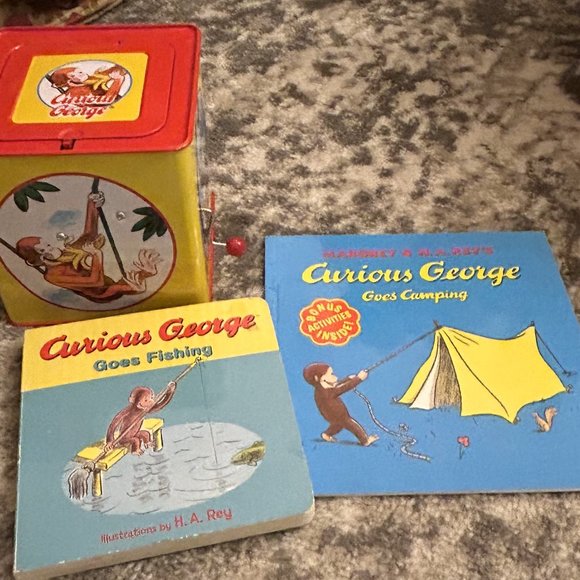 Curious
George
Curious George
Goes Fishing
Illustrations by H. A. Rey
MARGRET & H.A. REY'S
Curious George
Goes Camping
BONUS
ACTIVITIES
INSIDE!